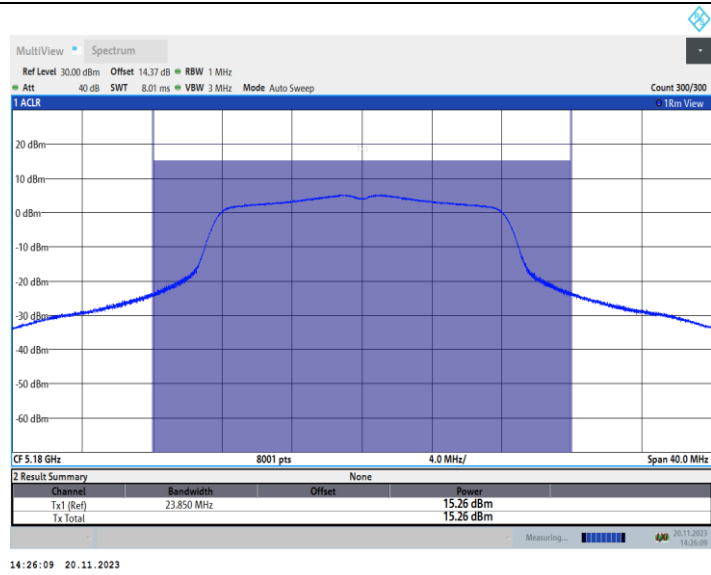 MultiView Spectrum
Ref Level 30.00 dBm Offset 14.37 dB RBW 1 MHz
Att 40 dB SWT 8.01 ms VBW 3 MHz Mode Auto Sweep Count 300/300
1 ACLR 1Rm View
20 dBm
10 dBm
0 dBm
-10 dBm
-20 dBm
-30 dBm
-40 dBm
-50 dBm
-60 dBm
CF 5.18 GHz 8001 pts 4.0 MHz/ Span 40.0 MHz
2 Result Summary None
Channel Bandwidth Offset Power
Tx1 (Ref) 23.850 MHz 15.26 dBm
Tx Total 15.26 dBm
Measuring... 20.11.2023
14:26:09
14:26:09 20.11.2023